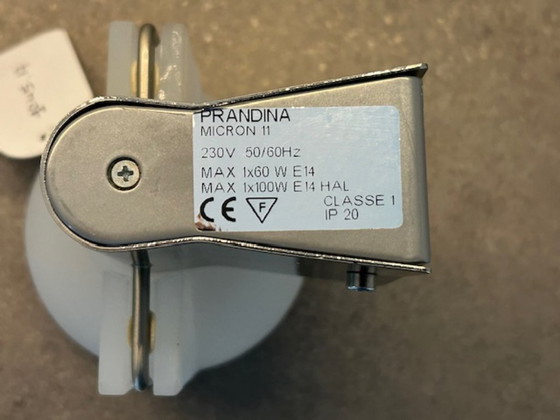 PRANDINA
MICRON 11
230V 50/60Hz
MAX 1x60 W E14
MAX 1x100W E14 HAL
CLASSE 1
CE F IP 20